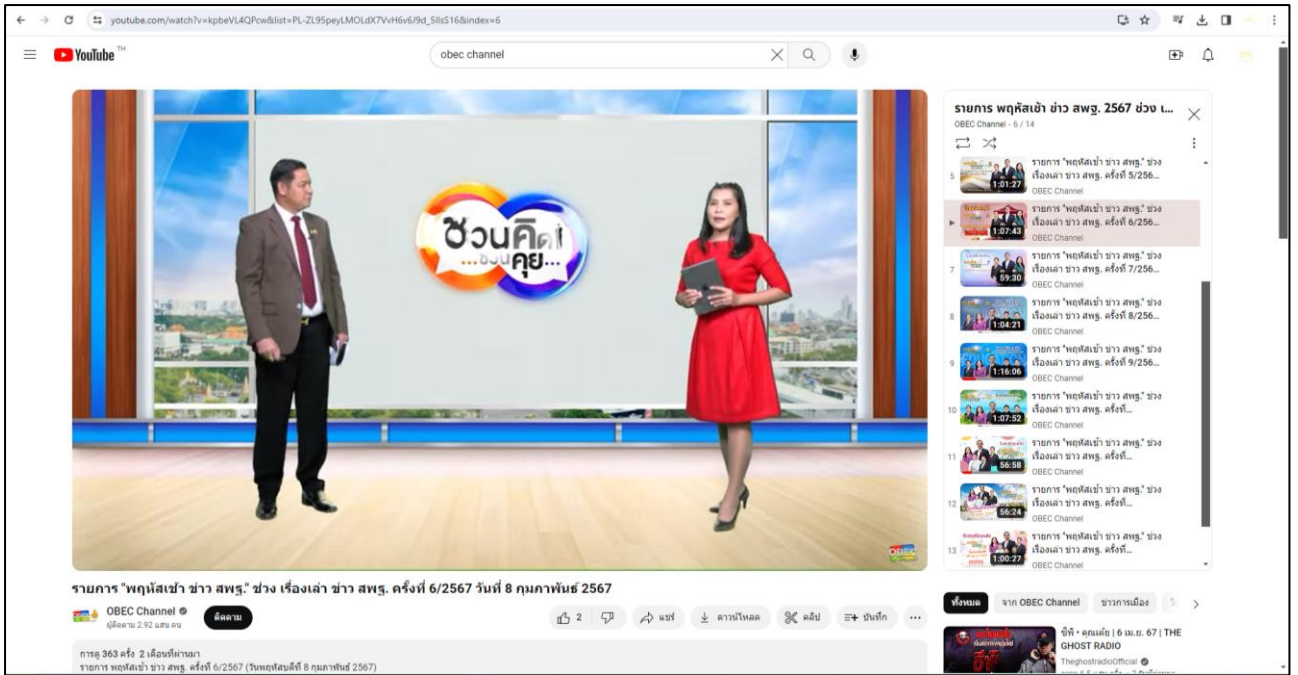 youtube.com/watch?v=kpbeVL4QPcw&list=PL-ZL95peyLMOLdX7VvH6v6J9d_5IlsS16&index=6
YouTube TH
obec channel
ชวนคิด
...ชวนคุย...
OBEC
รายการ "พฤหัสเช้า ข่าว สพฐ." ช่วง เรื่องเล่า ข่าว สพฐ. ครั้งที่ 6/2567 วันที่ 8 กุมภาพันธ์ 2567
OBEC Channel
ผู้ติดตาม 2.92 แสน คน
ติดตาม
2
แชร์
ดาวน์โหลด
คลิป
บันทึก
การดู 363 ครั้ง 2 เดือนที่ผ่านมา
รายการ พฤหัสเช้า ข่าว สพฐ. ครั้งที่ 6/2567 (วันพฤหัสบดีที่ 8 กุมภาพันธ์ 2567)
รายการ พฤหัสเช้า ข่าว สพฐ. 2567 ช่วง เ...
OBEC Channel - 6 / 14
5
1:01:27
รายการ "พฤหัสเช้า ข่าว สพฐ." ช่วง
เรื่องเล่า ข่าว สพฐ. ครั้งที่ 5/256...
OBEC Channel
1:07:43
รายการ "พฤหัสเช้า ข่าว สพฐ." ช่วง
เรื่องเล่า ข่าว สพฐ. ครั้งที่ 6/256...
OBEC Channel
7
59:30
รายการ "พฤหัสเช้า ข่าว สพฐ." ช่วง
เรื่องเล่า ข่าว สพฐ. ครั้งที่ 7/256...
OBEC Channel
8
1:04:21
รายการ "พฤหัสเช้า ข่าว สพฐ." ช่วง
เรื่องเล่า ข่าว สพฐ. ครั้งที่ 8/256...
OBEC Channel
9
1:16:06
รายการ "พฤหัสเช้า ข่าว สพฐ." ช่วง
เรื่องเล่า ข่าว สพฐ. ครั้งที่ 9/256...
OBEC Channel
10
1:07:52
รายการ "พฤหัสเช้า ข่าว สพฐ." ช่วง
เรื่องเล่า ข่าว สพฐ. ครั้งที่...
OBEC Channel
11
56:58
รายการ "พฤหัสเช้า ข่าว สพฐ." ช่วง
เรื่องเล่า ข่าว สพฐ. ครั้งที่...
OBEC Channel
12
56:24
รายการ "พฤหัสเช้า ข่าว สพฐ." ช่วง
เรื่องเล่า ข่าว สพฐ. ครั้งที่...
OBEC Channel
13
1:00:27
รายการ "พฤหัสเช้า ข่าว สพฐ." ช่วง
เรื่องเล่า ข่าว สพฐ. ครั้งที่...
OBEC Channel
ทั้งหมด
จาก OBEC Channel
ข่าวการเมือง
ซีพิ • คุณเต๋ย | 6 เม.ย. 67 | THE
GHOST RADIO
TheghostradioOfficial